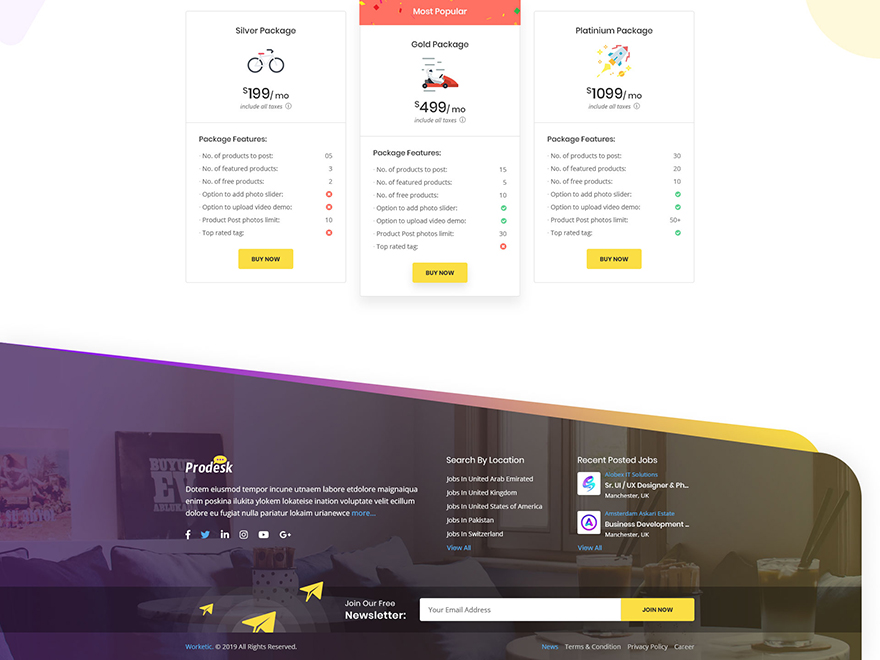 Silver Package
$199/ mo
include all taxes
Package Features:
No. of products to post: 05
No. of featured products: 3
No. of free products: 2
Option to add photo slider:
Option to upload video demo:
Product Post photos limit: 10
Top rated tag:
BUY NOW
Most Popular
Gold Package
$499/ mo
include all taxes
Package Features:
No. of products to post: 15
No. of featured products: 5
No. of free products: 10
Option to add photo slider:
Option to upload video demo:
Product Post photos limit: 30
Top rated tag:
BUY NOW
Platinium Package
$1099/ mo
include all taxes
Package Features:
No. of products to post: 30
No. of featured products: 20
No. of free products: 10
Option to add photo slider:
Option to upload video demo:
Product Post photos limit: 50+
Top rated tag:
BUY NOW
Prodesk
Dotem eiusmod tempor incune utnaem labore etdolore maignaiqua
enim poskina ilukita ylokem lokateise ination voluptate velit ecillum
dolore eu fugiat nulla pariatur lokaim urianewce more...
Search By Location
Jobs In United Arab Emirated
Jobs In United Kingdom
Jobs In United States of America
Jobs In Pakistan
Jobs In Switzerland
View All
Recent Posted Jobs
Alobex IT Solutions
Sr. UI / UX Designer & Ph...
Manchester, UK
Amsterdam Askari Estate
Business Development ...
Manchester, UK
View All
Join Our Free
Newsletter:
Your Email Address
JOIN NOW
Worketic. © 2019 All Rights Reserved.
News Terms & Condition Privacy Policy Career